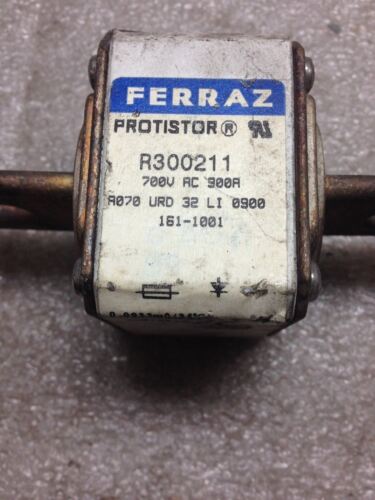 FERRAZ
PROTISTOR®
R300211
700V AC 900A
A070 URD 32 LI 0900
161-1001